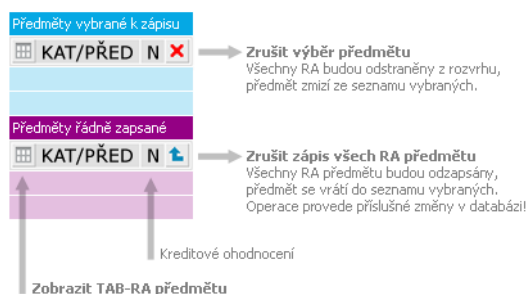 Předměty vybrané k zápisu
KAT/PŘED N
Zrušit výběr předmětu
Všechny RA budou odstraněny z rozvrhu,
předmět zmizí ze seznamu vybraných.
Předměty řádně zapsané
KAT/PŘED N
Zrušit zápis všech RA předmětu
Všechny RA předmětu budou odzapsány,
předmět se vrátí do seznamu vybraných.
Operace provede příslušné změny v databázi!
Kreditové ohodnocení
Zobrazit TAB-RA předmětu